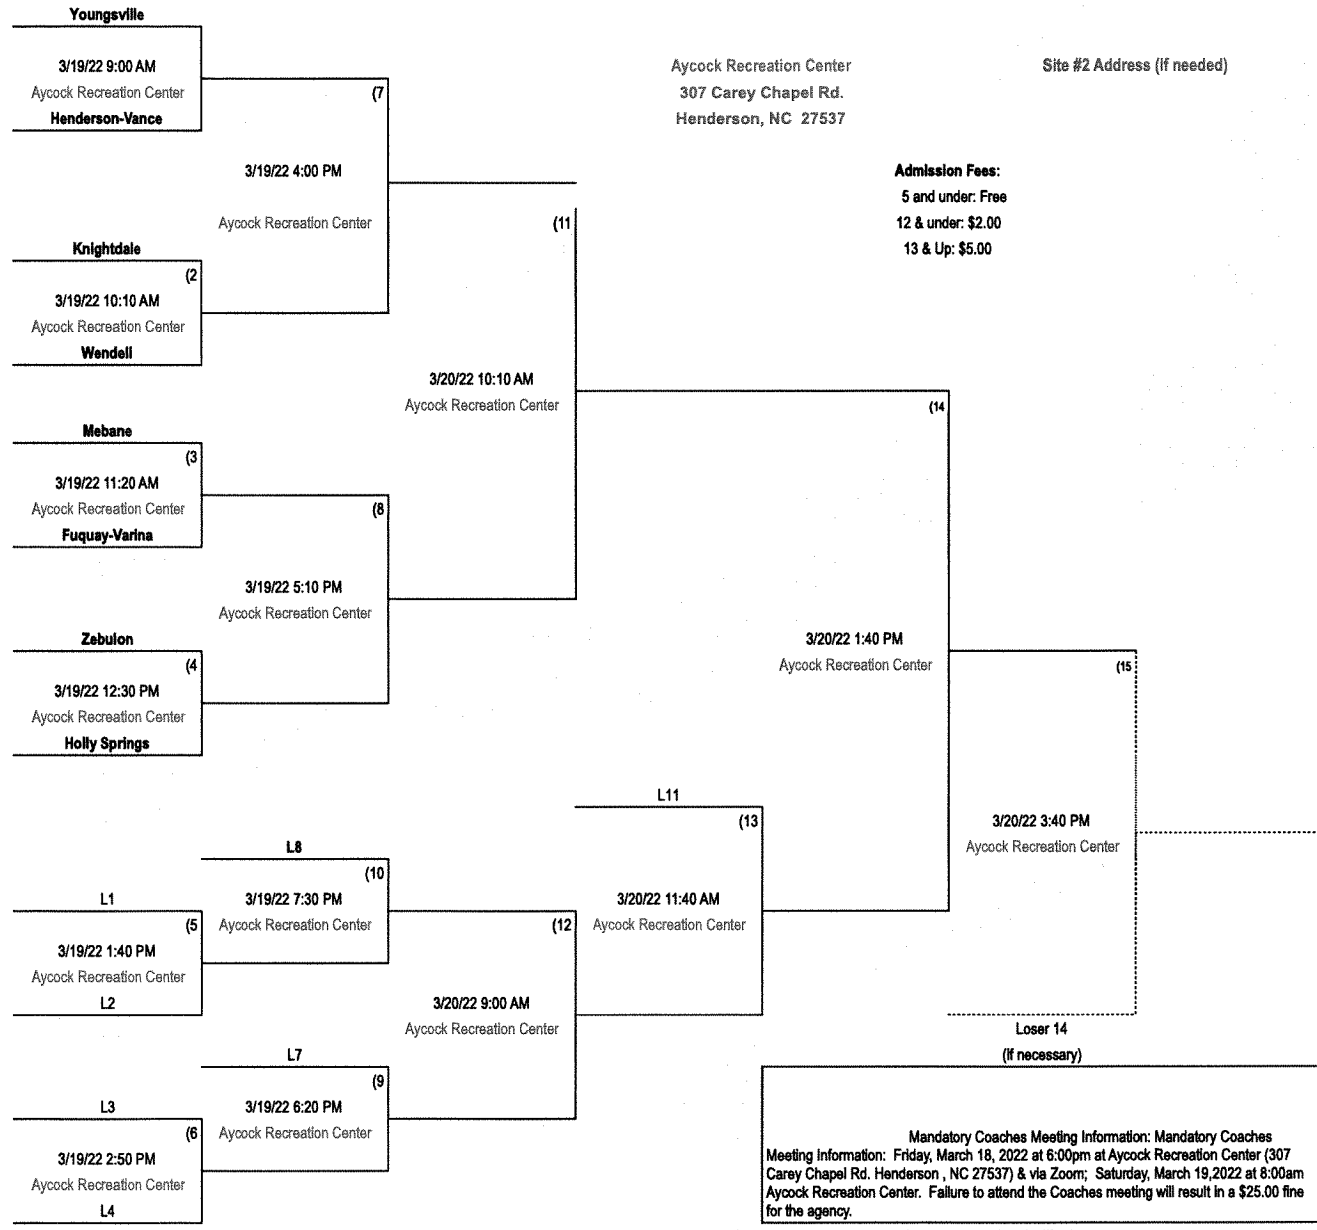 Youngsville
3/19/22 9:00 AM
Aycock Recreation Center
Henderson-Vance
(7
3/19/22 4:00 PM
Aycock Recreation Center
Knightdale
(2
3/19/22 10:10 AM
Aycock Recreation Center
Wendell
Aycock Recreation Center
307 Carey Chapel Rd.
Henderson, NC 27537
Site #2 Address (if needed)
Admission Fees:
5 and under: Free
12 & under: $2.00
13 & Up: $5.00
(11
3/20/22 10:10 AM
Aycock Recreation Center
Mebane
(3
3/19/22 11:20 AM
Aycock Recreation Center
Fuquay-Varina
(8
3/19/22 5:10 PM
Aycock Recreation Center
Zebulon
(4
3/19/22 12:30 PM
Aycock Recreation Center
Holly Springs
(14
3/20/22 1:40 PM
Aycock Recreation Center
(15
3/20/22 3:40 PM
Aycock Recreation Center
L11
(13
3/20/22 11:40 AM
Aycock Recreation Center
L8
(10
3/19/22 7:30 PM
Aycock Recreation Center
L1
(5
3/19/22 1:40 PM
Aycock Recreation Center
L2
(12
3/20/22 9:00 AM
Aycock Recreation Center
L7
(9
3/19/22 6:20 PM
Aycock Recreation Center
L3
(6
3/19/22 2:50 PM
Aycock Recreation Center
L4
Loser 14
(If necessary)
Mandatory Coaches Meeting Information: Mandatory Coaches
Meeting Information: Friday, March 18, 2022 at 6:00pm at Aycock Recreation Center (307
Carey Chapel Rd. Henderson , NC 27537) & via Zoom; Saturday, March 19,2022 at 8:00am
Aycock Recreation Center. Failure to attend the Coaches meeting will result in a $25.00 fine
for the agency.